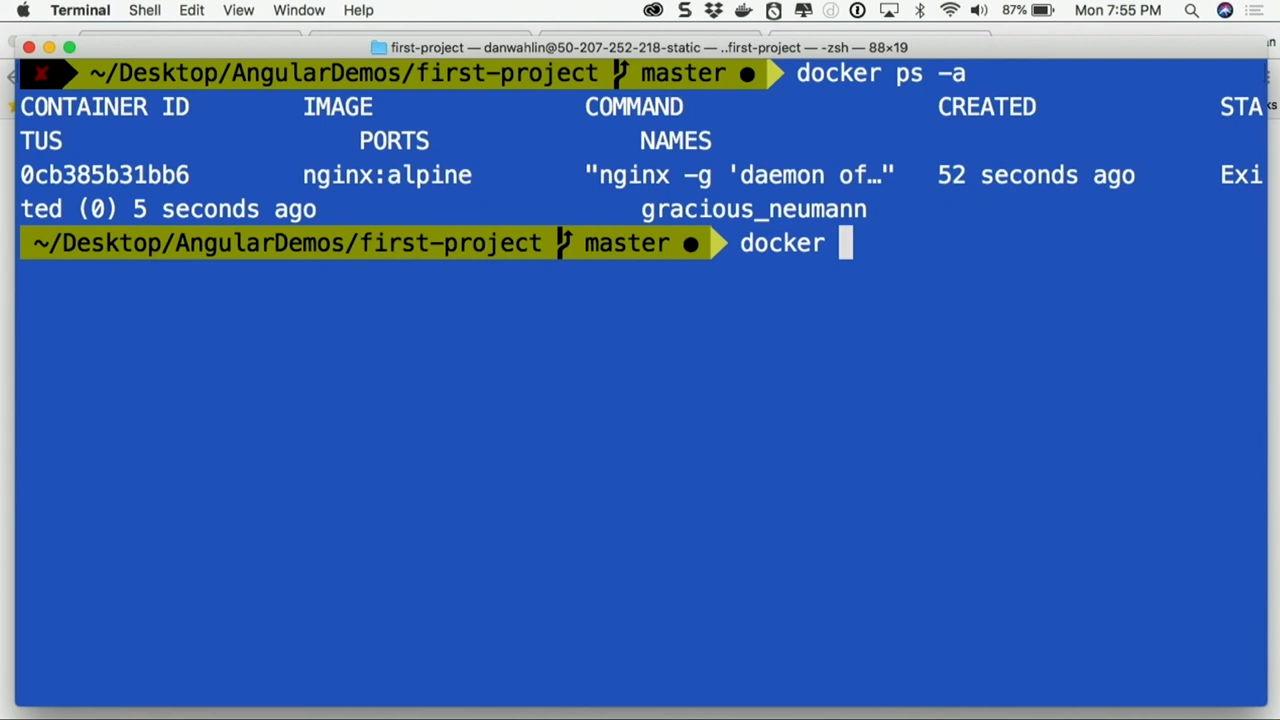 Terminal Shell Edit View Window Help 87% Mon 7:55 PM
first-project — danwahlin@50-207-252-218-static — ..first-project — -zsh — 88×19
~/Desktop/AngularDemos/first-project master ● docker ps -a
CONTAINER ID IMAGE COMMAND CREATED STA
TUS PORTS NAMES
0cb385b31bb6 nginx:alpine "nginx -g 'daemon of…" 52 seconds ago Exi
ted (0) 5 seconds ago gracious_neumann
~/Desktop/AngularDemos/first-project master ● docker